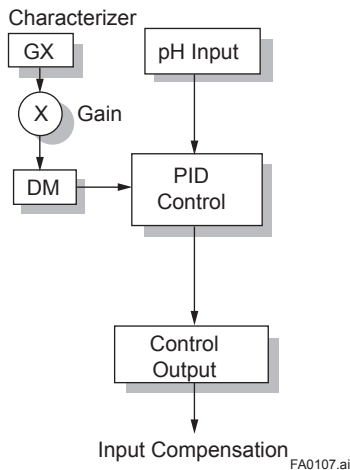 Characterizer
GX
pH Input
X
Gain
DM
PID
Control
Control
Output
Input Compensation
FA0107.ai